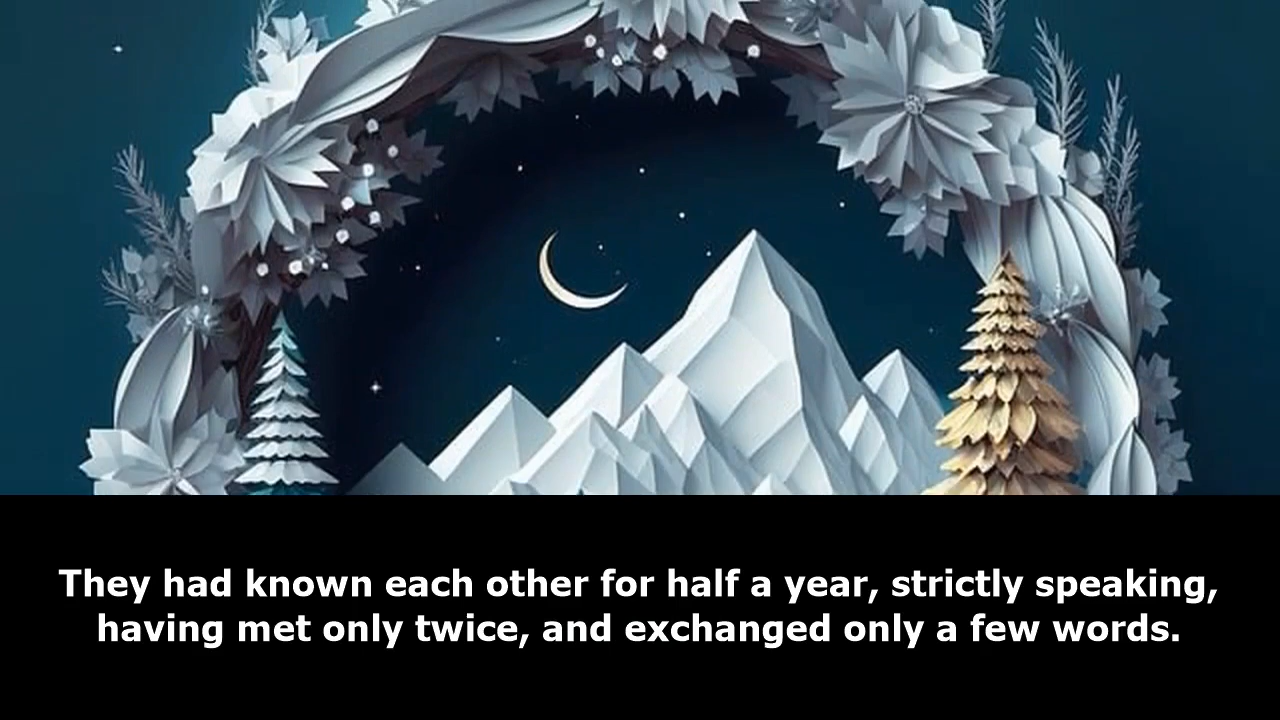 They had known each other for half a year, strictly speaking,
having met only twice, and exchanged only a few words.